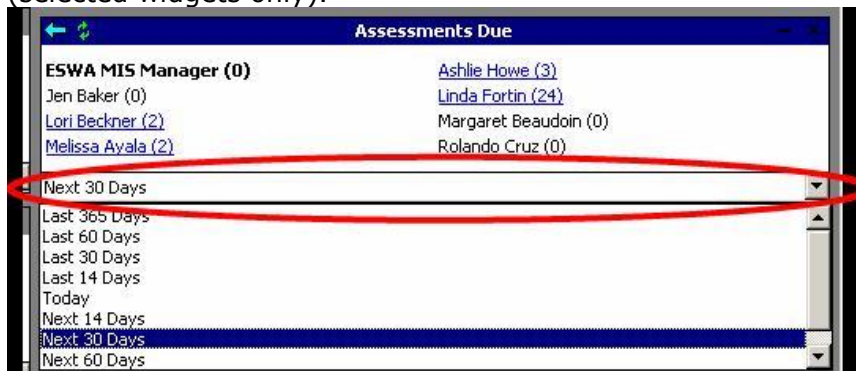 (selected widgets only).
Assessments Due
ESWA MIS Manager (0)
Ashlie Howe (3)
Jen Baker (0)
Linda Fortin (24)
Lori Beckner (2)
Margaret Beaudoin (0)
Melissa Ayala (2)
Rolando Cruz (0)
Next 30 Days
Last 365 Days
Last 60 Days
Last 30 Days
Last 14 Days
Today
Next 14 Days
Next 30 Days
Next 60 Days